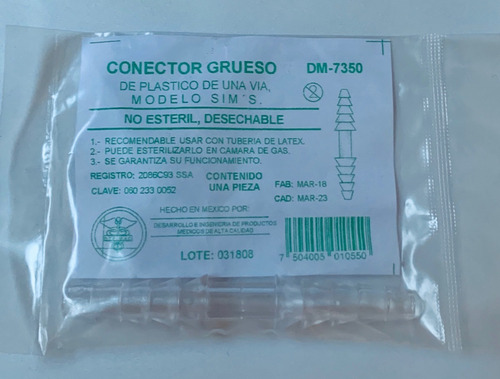 CONECTOR GRUESO DM-7350
DE PLASTICO DE UNA VIA,
MODELO SIM´S.
NO ESTERIL, DESECHABLE
1.- RECOMENDABLE USAR CON TUBERIA DE LATEX.
2.- PUEDE ESTERILIZARLO EN CAMARA DE GAS.
3.- SE GARANTIZA SU FUNCIONAMIENTO.
REGISTRO: 2086C93 SSA
CLAVE: 060 233 0052
CONTENIDO
UNA PIEZA
FAB: MAR-18
CAD: MAR-23
HECHO EN MEXICO POR:
DESARROLLO E INGENIERIA DE PRODUCTOS
MEDICOS DE ALTA CALIDAD
LOTE: 031808
7 504003 010550